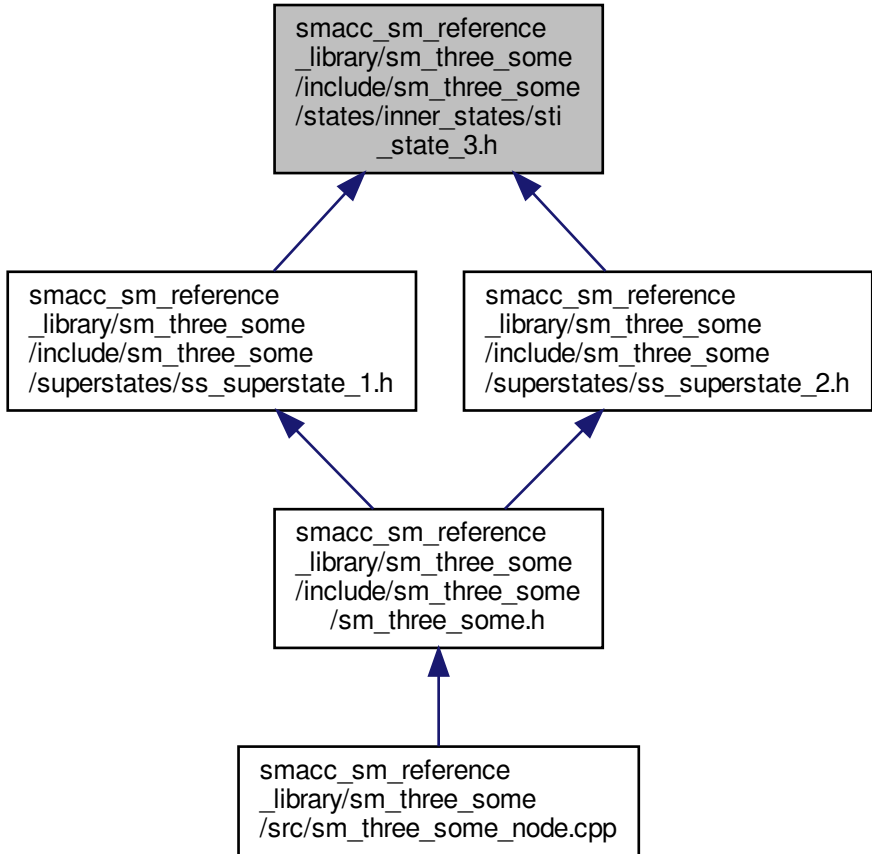 smacc_sm_reference
_library/sm_three_some
/include/sm_three_some
/states/inner_states/sti
_state_3.h
smacc_sm_reference
_library/sm_three_some
/include/sm_three_some
/superstates/ss_superstate_1.h
smacc_sm_reference
_library/sm_three_some
/include/sm_three_some
/superstates/ss_superstate_2.h
smacc_sm_reference
_library/sm_three_some
/include/sm_three_some
/sm_three_some.h
smacc_sm_reference
_library/sm_three_some
/src/sm_three_some_node.cpp